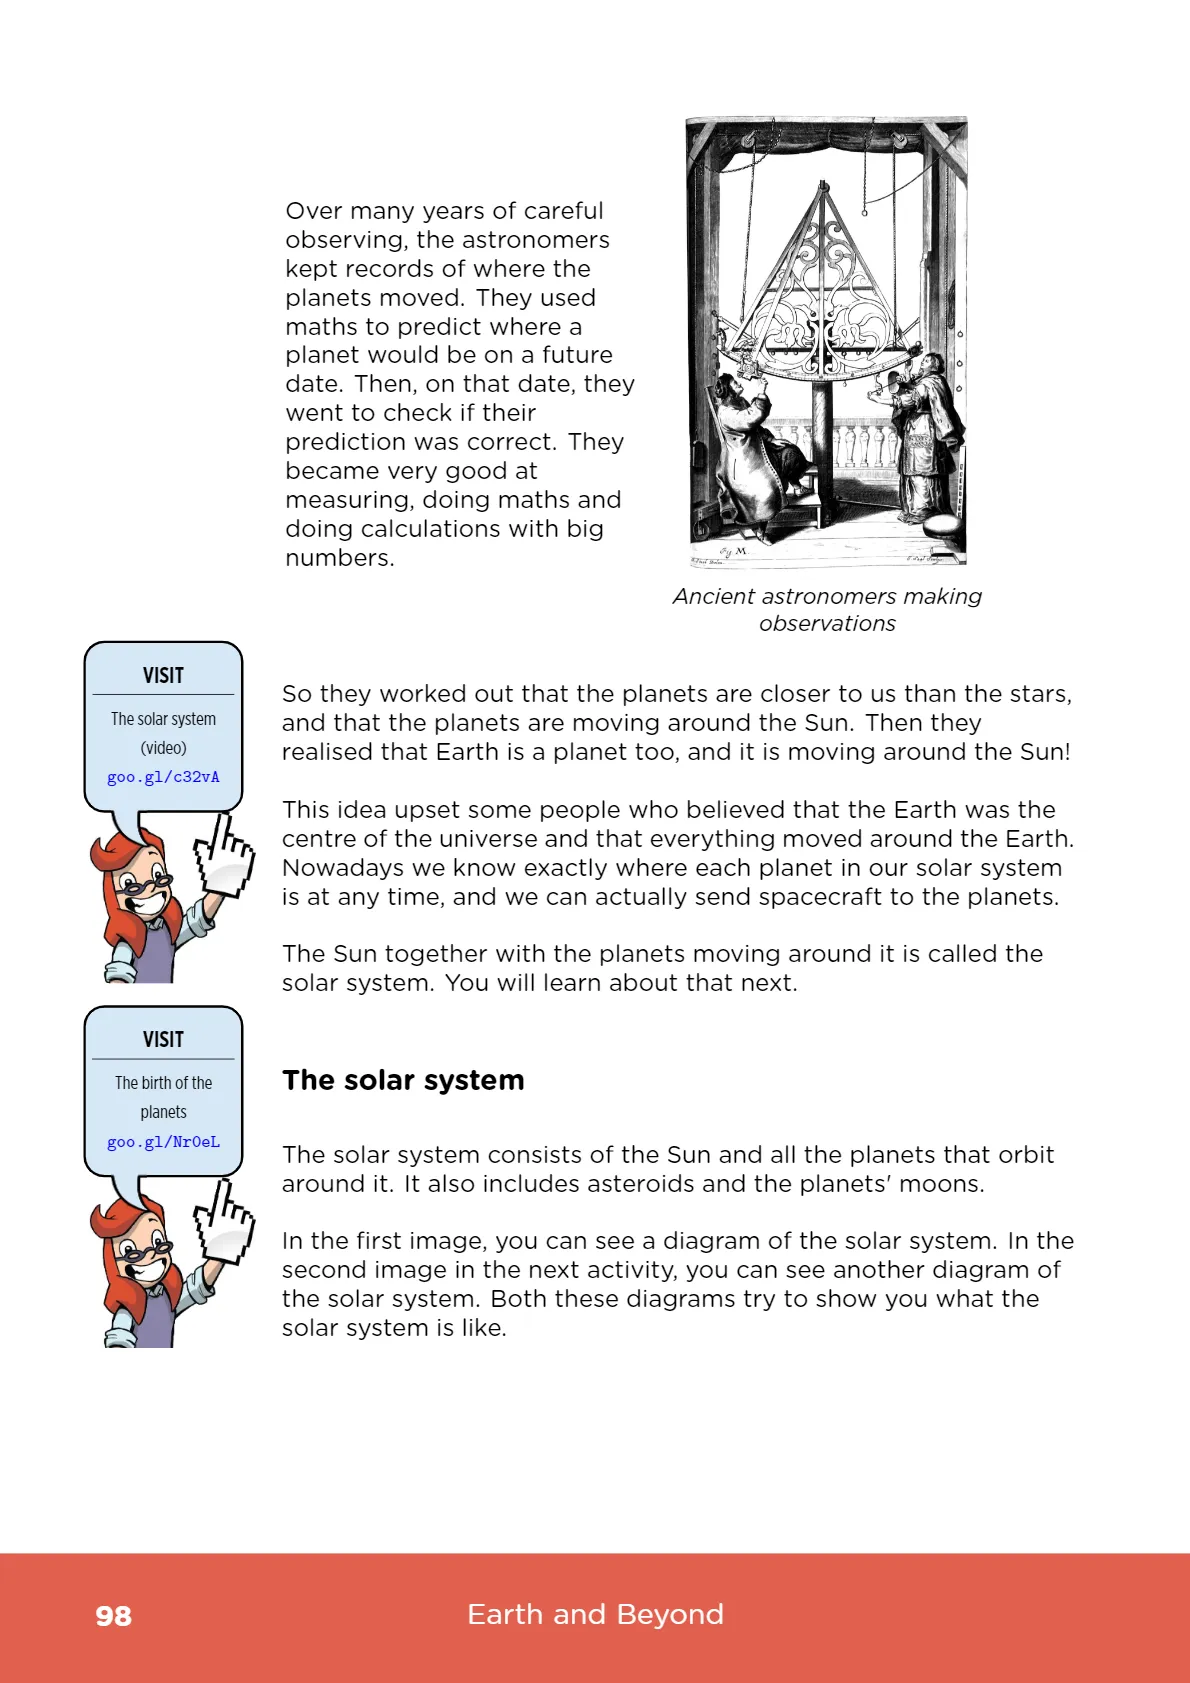 Over many years of careful
observing, the astronomers
kept records of where the
planets moved. They used
maths to predict where a
planet would be on a future
date. Then, on that date, they
went to check if their
prediction was correct. They
became very good at
measuring, doing maths and
doing calculations with big
numbers.
Ancient astronomers making
observations
VISIT
The solar system
(video)
goo.gl/c32vA
So they worked out that the planets are closer to us than the stars,
and that the planets are moving around the Sun. Then they
realised that Earth is a planet too, and it is moving around the Sun!
This idea upset some people who believed that the Earth was the
centre of the universe and that everything moved around the Earth.
Nowadays we know exactly where each planet in our solar system
is at any time, and we can actually send spacecraft to the planets.
The Sun together with the planets moving around it is called the
solar system. You will learn about that next.
VISIT
The birth of the
planets
goo.gl/Nr0eL
The solar system
The solar system consists of the Sun and all the planets that orbit
around it. It also includes asteroids and the planets' moons.
In the first image, you can see a diagram of the solar system. In the
second image in the next activity, you can see another diagram of
the solar system. Both these diagrams try to show you what the
solar system is like.
98
Earth and Beyond